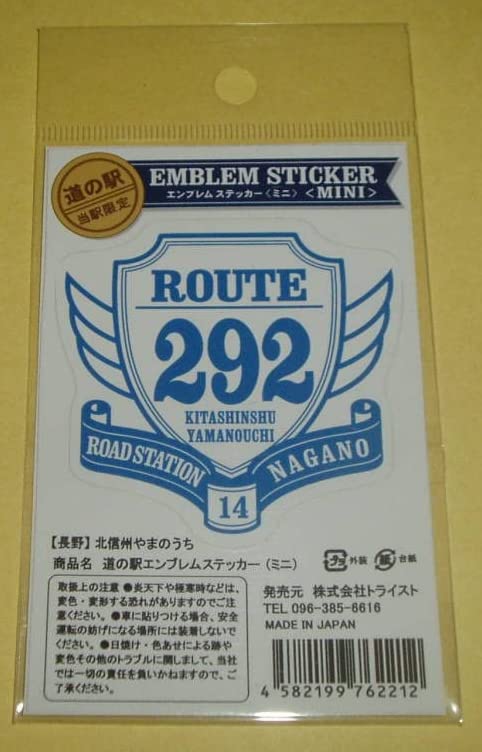 道の駅
当駅限定
EMBLEM STICKER
エンブレム ステッカー〈ミニ〉 〈MINI〉
ROUTE
292
KITASHINSHU
YAMANOUCHI
ROAD STATION NAGANO
14
【長野】北信州やまのうち
商品名 道の駅エンブレムステッカー（ミニ）
プラ 外装 紙 台紙
取扱上の注意 ●炎天下や極寒時などは、
変色・変形する恐れがありますのでご注
意ください。●車に貼りつける場合、安全
運転の妨げになる場所には装着しないで
ください。●日焼け・色あせによる跡や
変色その他のトラブルに関しまして、当社
では一切の責任を負いかねますので、ご
了承ください。
発売元 株式会社トライスト
TEL 096-385-6616
MADE IN JAPAN
4 582199 762212